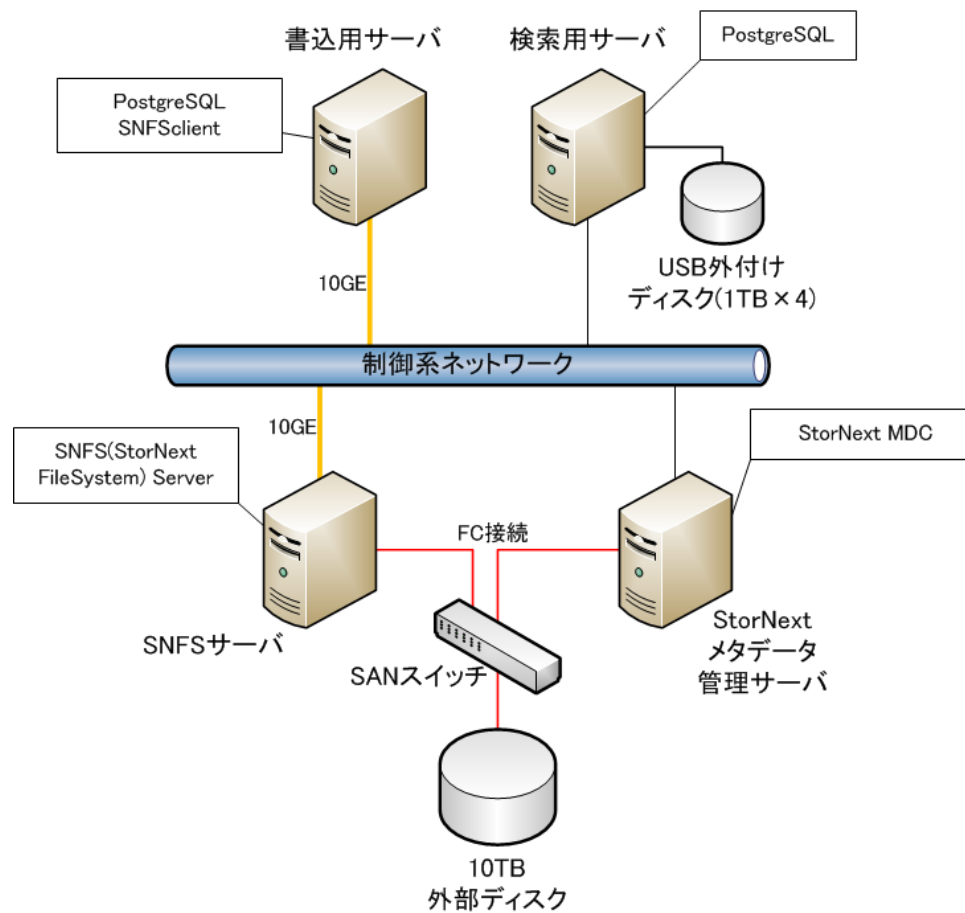 書込用サーバ
検索用サーバ
PostgreSQL
PostgreSQL
SNFSclient
USB外付け
ディスク(1TB×4)
10GE
制御系ネットワーク
10GE
SNFS(StorNext
FileSystem) Server
StorNext MDC
FC接続
SNFSサーバ
SANスイッチ
StorNext
メタデータ
管理サーバ
10TB
外部ディスク